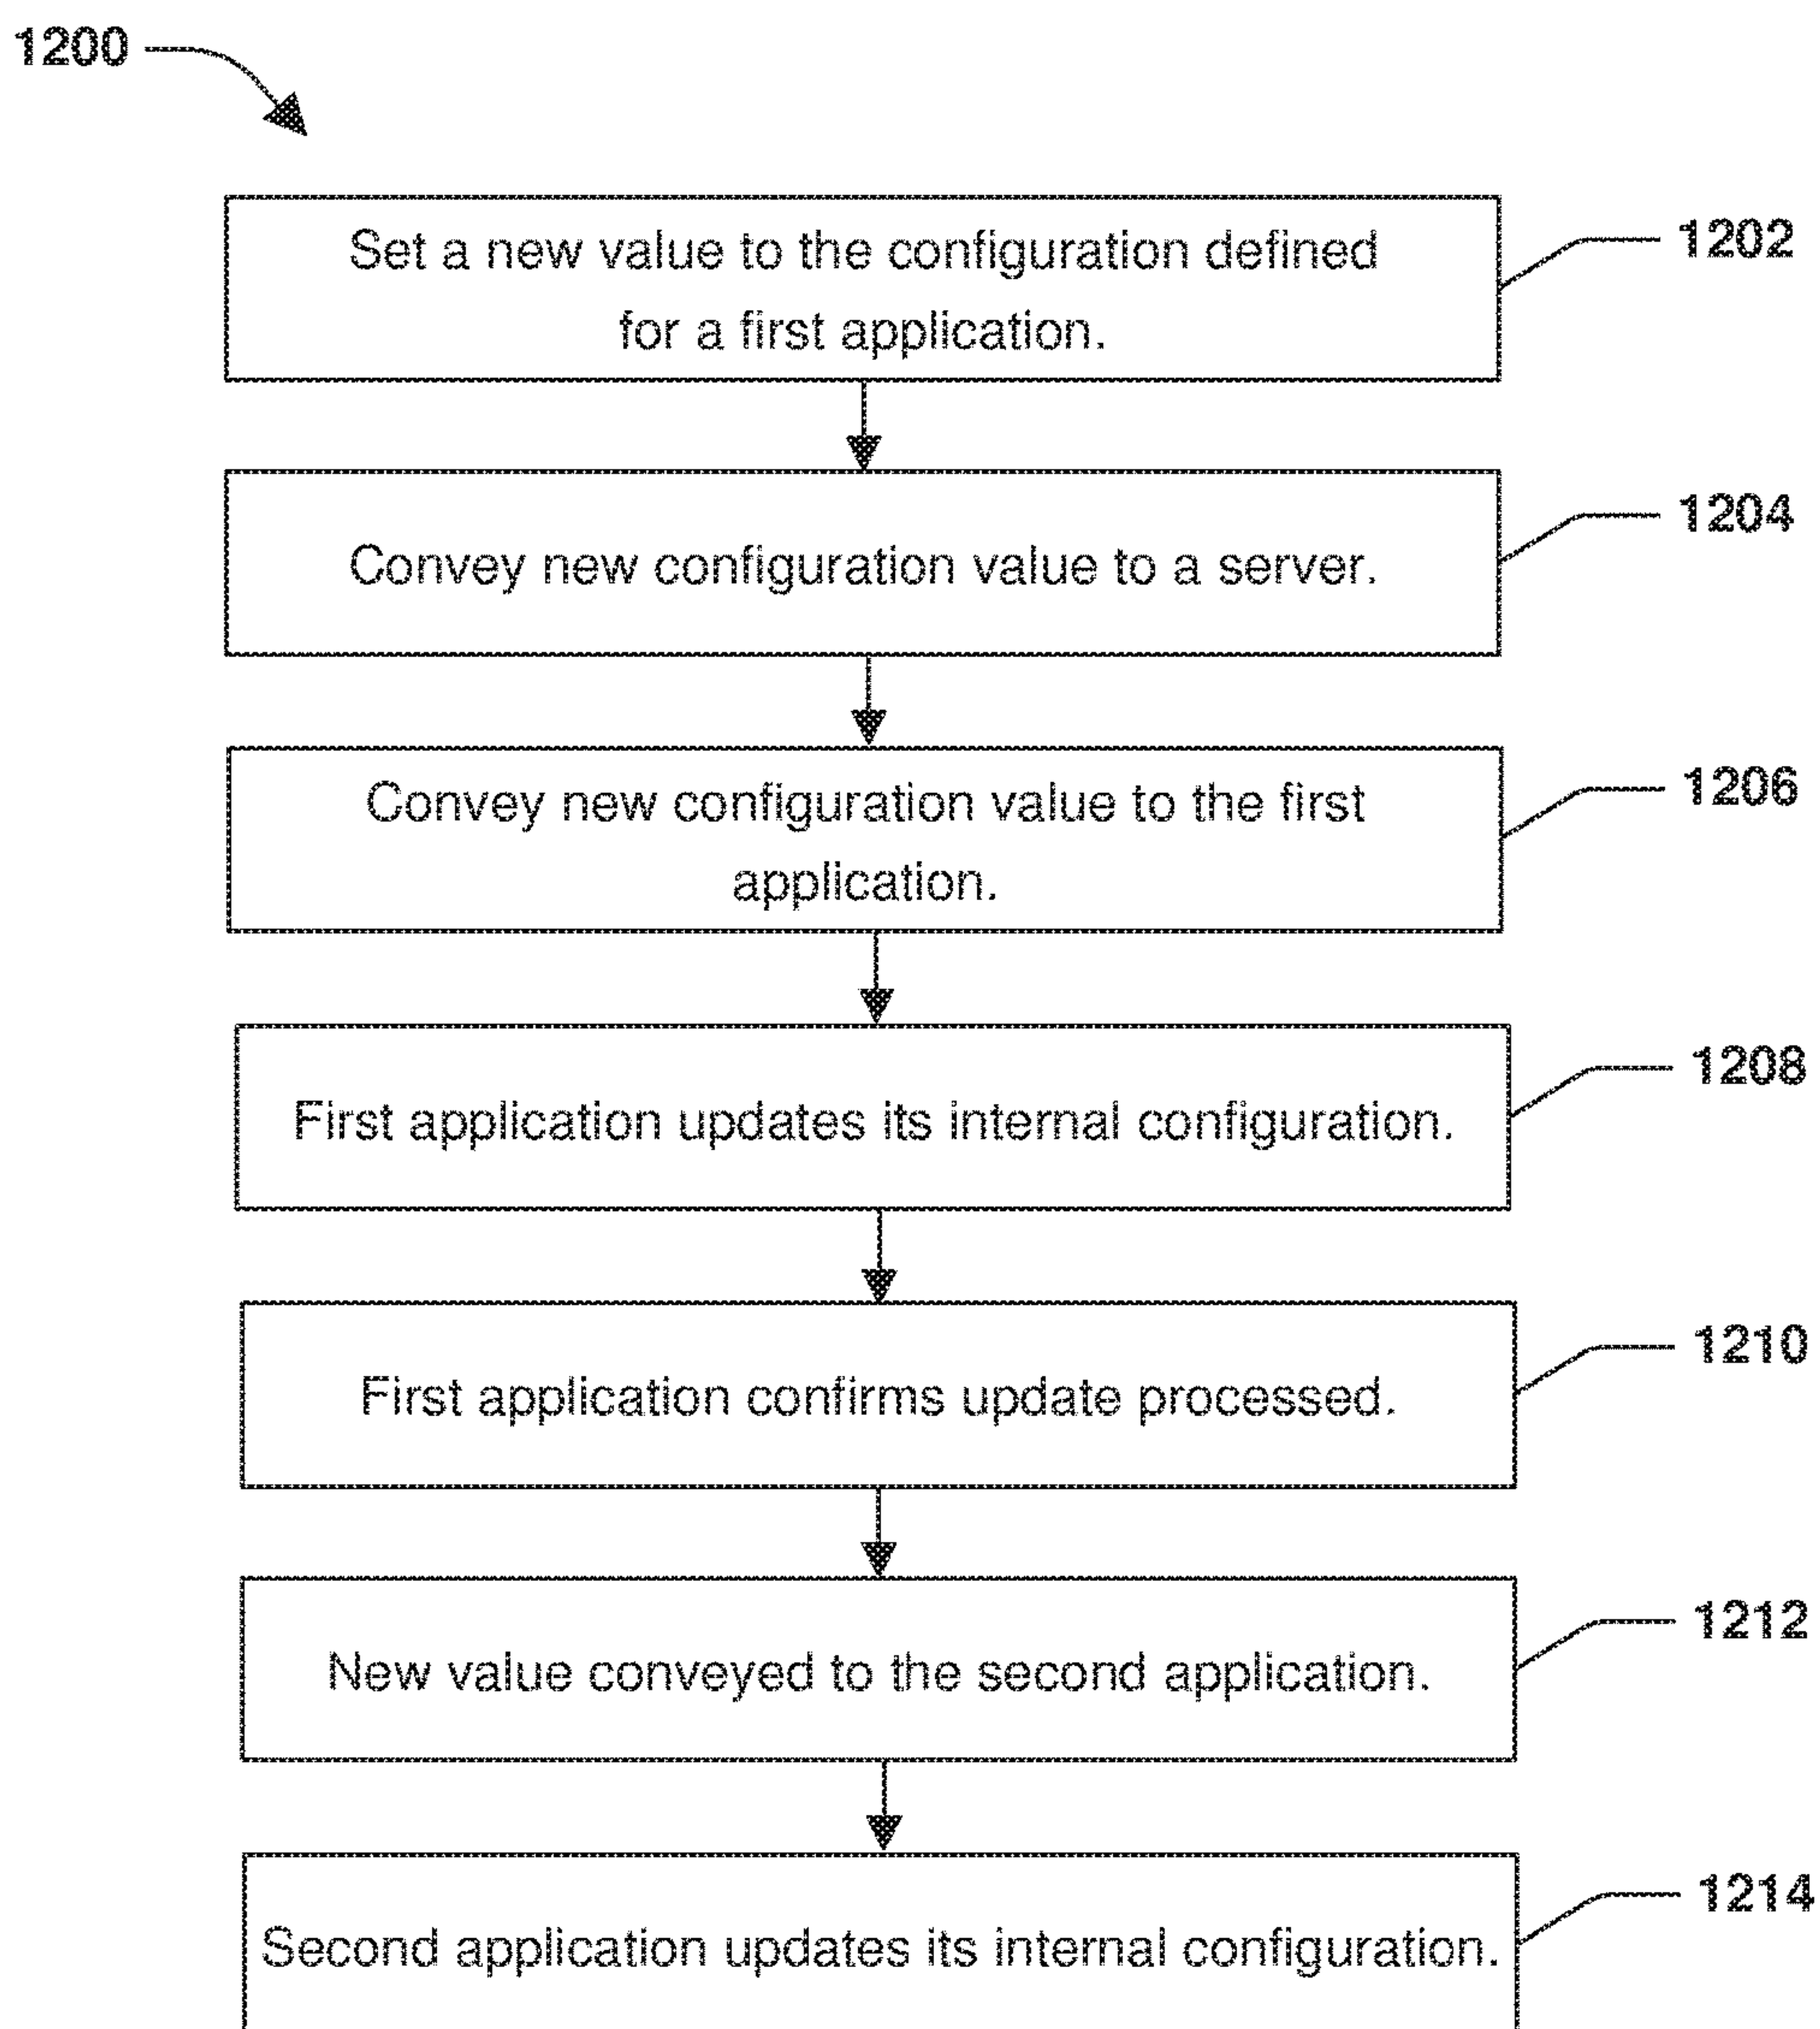 1200
Set a new value to the configuration defined
for a first application.
1202
Convey new configuration value to a server.
1204
Convey new configuration value to the first
application.
1206
First application updates its internal configuration.
1208
First application confirms update processed.
1210
New value conveyed to the second application.
1212
Second application updates its internal configuration.
1214